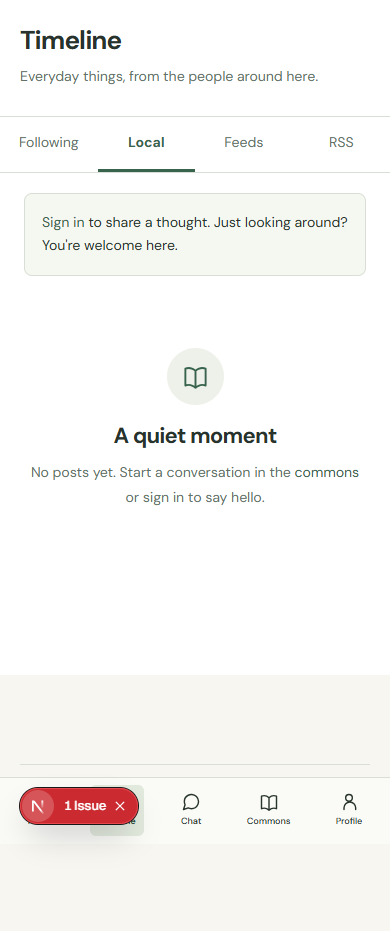 Timeline
Everyday things, from the people around here.
Following
Local
Feeds
RSS
Sign in to share a thought. Just looking around?
You're welcome here.
A quiet moment
No posts yet. Start a conversation in the commons
or sign in to say hello.
N
1 Issue
Chat
Commons
Profile